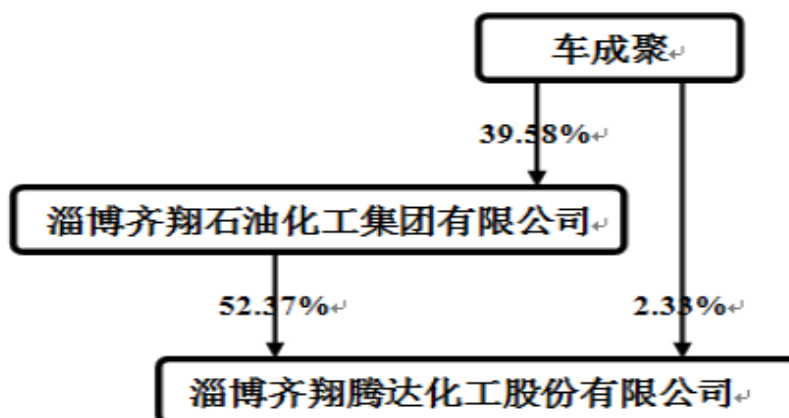 车成聚
39.58%
淄博齐翔石油化工集团有限公司
52.37%
2.33%
淄博齐翔腾达化工股份有限公司